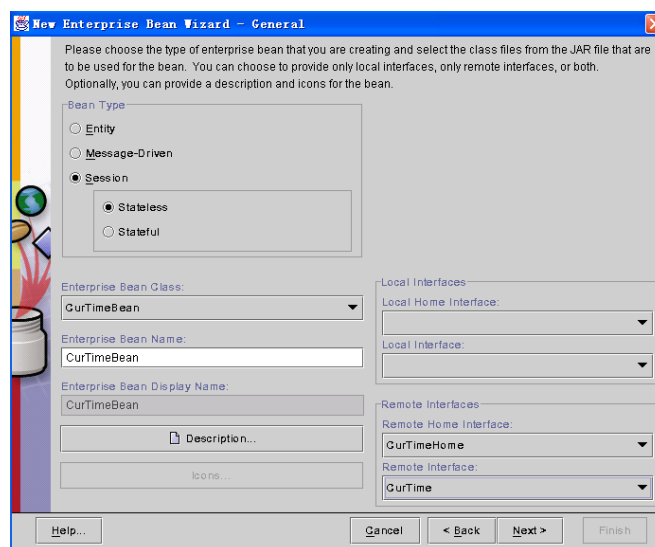 New Enterprise Bean Wizard - General
Please choose the type of enterprise bean that you are creating and select the class files from the JAR file that are
to be used for the bean. You can choose to provide only local interfaces, only remote interfaces, or both.
Optionally, you can provide a description and icons for the bean.
Bean Type
Entity
Message-Driven
Session
Stateless
Stateful
Enterprise Bean Class:
CurTimeBean
Enterprise Bean Name:
CurTimeBean
Enterprise Bean Display Name:
CurTimeBean
Description...
Icons...
Local Interfaces
Local Home Interface:
Local Interface:
Remote Interfaces
Remote Home Interface:
CurTimeHome
Remote Interface:
CurTime
Help...
Cancel
< Back
Next >
Finish